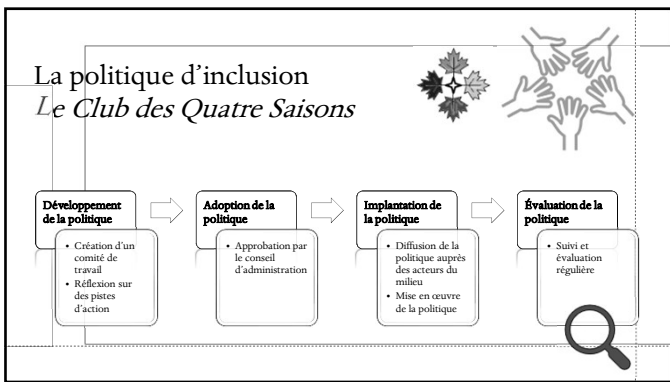 La politique d’inclusion
Le Club des Quatre Saisons
Développement
de la politique
• Création d’un
comité de
travail
• Réflexion sur
des pistes
d’action
Adoption de la
politique
• Approbation par
le conseil
d’administration
Implantation de
la politique
• Diffusion de la
politique auprès
des acteurs du
milieu
• Mise en œuvre
de la politique
Évaluation de la
politique
• Suivi et
évaluation
régulière